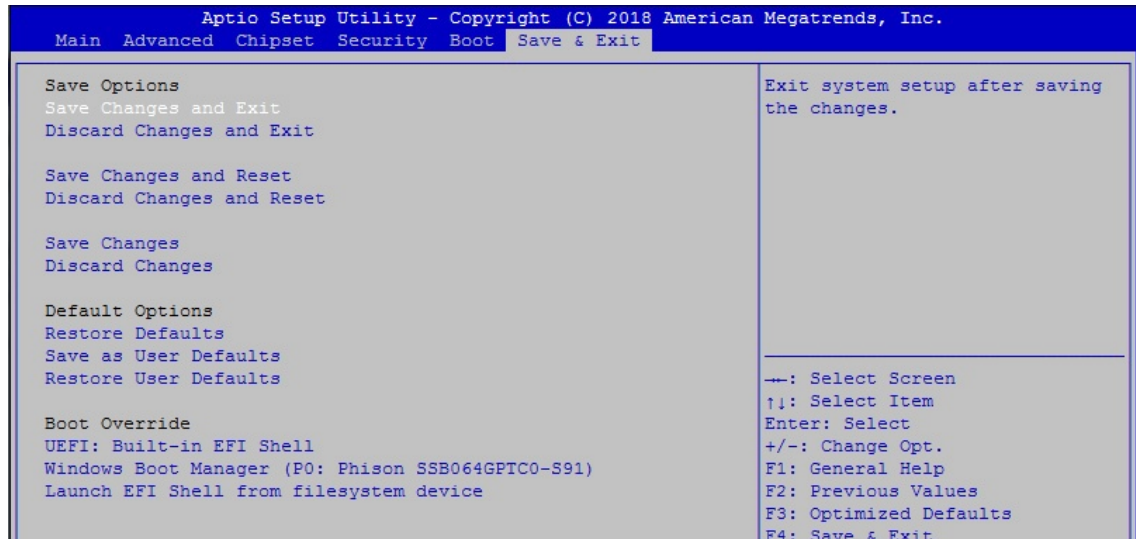 Aptio Setup Utility - Copyright (C) 2018 American Megatrends, Inc.
Main Advanced Chipset Security Boot Save & Exit
Save Options
Save Changes and Exit
Discard Changes and Exit
Save Changes and Reset
Discard Changes and Reset
Save Changes
Discard Changes
Default Options
Restore Defaults
Save as User Defaults
Restore User Defaults
Boot Override
UEFI: Built-in EFI Shell
Windows Boot Manager (P0: Phison SSB064GPTC0-S91)
Launch EFI Shell from filesystem device
Exit system setup after saving
the changes.
→←: Select Screen
↑↓: Select Item
Enter: Select
+/-: Change Opt.
F1: General Help
F2: Previous Values
F3: Optimized Defaults
F4: Save & Exit